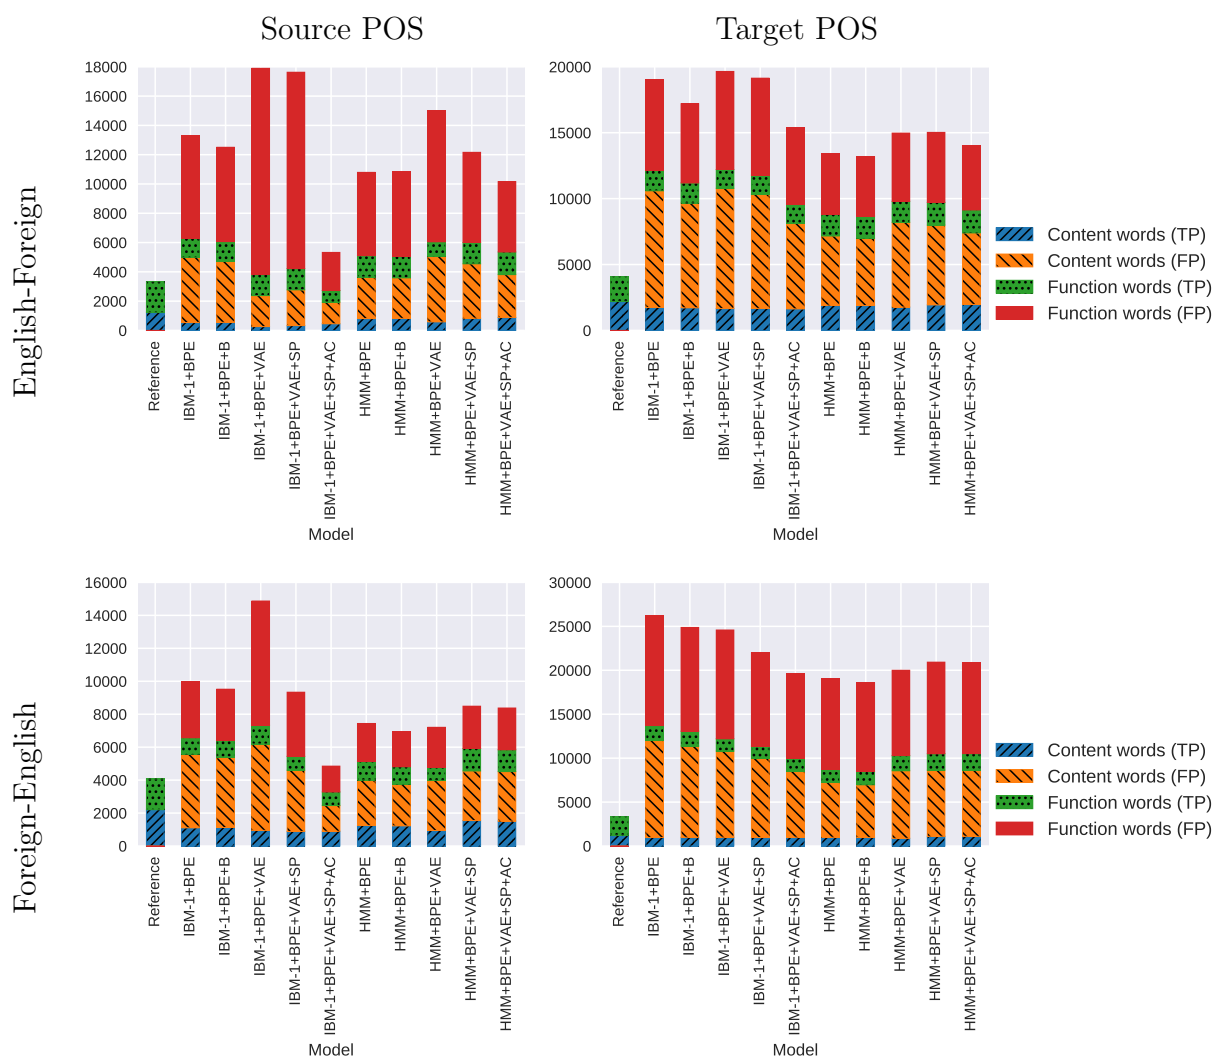 Source POS
Target POS
English-Foreign
18000
16000
14000
12000
10000
8000
6000
4000
2000
0
Reference
IBM-1+BPE
IBM-1+BPE+B
IBM-1+BPE+VAE
IBM-1+BPE+VAE+SP
IBM-1+BPE+VAE+SP+AC
HMM+BPE
HMM+BPE+B
HMM+BPE+VAE
HMM+BPE+VAE+SP
HMM+BPE+VAE+SP+AC
Model
20000
15000
10000
5000
0
Reference
IBM-1+BPE
IBM-1+BPE+B
IBM-1+BPE+VAE
IBM-1+BPE+VAE+SP
IBM-1+BPE+VAE+SP+AC
HMM+BPE
HMM+BPE+B
HMM+BPE+VAE
HMM+BPE+VAE+SP
HMM+BPE+VAE+SP+AC
Model
Content words (TP)
Content words (FP)
Function words (TP)
Function words (FP)
Foreign-English
16000
14000
12000
10000
8000
6000
4000
2000
0
Reference
IBM-1+BPE
IBM-1+BPE+B
IBM-1+BPE+VAE
IBM-1+BPE+VAE+SP
IBM-1+BPE+VAE+SP+AC
HMM+BPE
HMM+BPE+B
HMM+BPE+VAE
HMM+BPE+VAE+SP
HMM+BPE+VAE+SP+AC
Model
30000
25000
20000
15000
10000
5000
0
Reference
IBM-1+BPE
IBM-1+BPE+B
IBM-1+BPE+VAE
IBM-1+BPE+VAE+SP
IBM-1+BPE+VAE+SP+AC
HMM+BPE
HMM+BPE+B
HMM+BPE+VAE
HMM+BPE+VAE+SP
HMM+BPE+VAE+SP+AC
Model
Content words (TP)
Content words (FP)
Function words (TP)
Function words (FP)